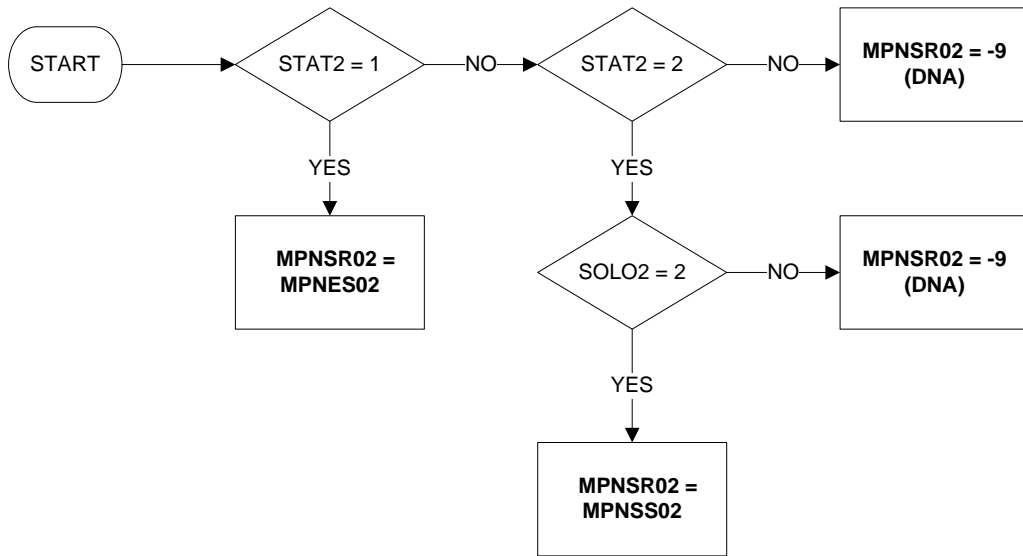 START
STAT2 = 1
NO
STAT2 = 2
NO
MPNSR02 = -9
(DNA)
YES
YES
MPNSR02 =
MPNES02
SOLO2 = 2
NO
MPNSR02 = -9
(DNA)
YES
MPNSR02 =
MPNSS02